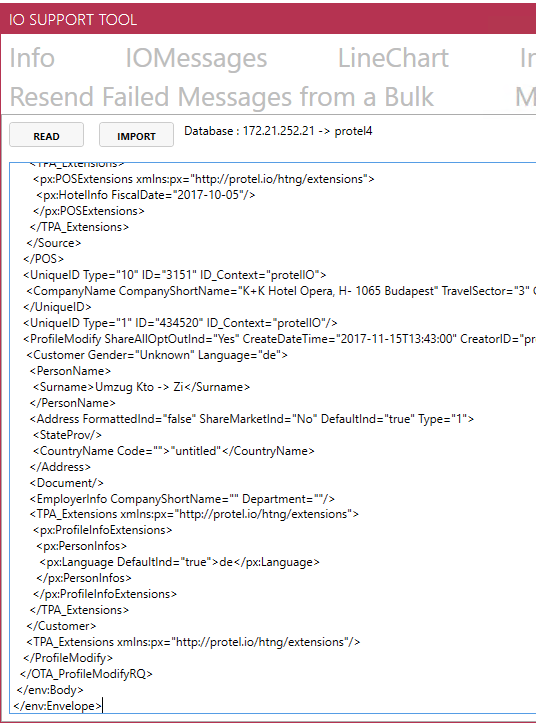 IO SUPPORT TOOL
Info IOMessages LineChart
Resend Failed Messages from a Bulk M
READ IMPORT Database : 172.21.252.21 -> protel4
<TPA_Extensions>
<px:POSExtensions xmlns:px="http://protel.io/htng/extensions">
<px:HotelInfo FiscalDate="2017-10-05"/>
</px:POSExtensions>
</TPA_Extensions>
</Source>
</POS>
<UniqueID Type="10" ID="3151" ID_Context="protelIO">
<CompanyName CompanyShortName="K+K Hotel Opera, H- 1065 Budapest" TravelSector="3"
</UniqueID>
<UniqueID Type="1" ID="434520" ID_Context="protelIO"/>
<ProfileModify ShareAllOptOutInd="Yes" CreateDateTime="2017-11-15T13:43:00" CreatorID="pr
<Customer Gender="Unknown" Language="de">
<PersonName>
<Surname>Umzug Kto -> Zi</Surname>
</PersonName>
<Address FormattedInd="false" ShareMarketInd="No" DefaultInd="true" Type="1">
<StateProv/>
<CountryName Code="">"untitled"</CountryName>
</Address>
<Document/>
<EmployerInfo CompanyShortName="" Department=""/>
<TPA_Extensions xmlns:px="http://protel.io/htng/extensions">
<px:ProfileInfoExtensions>
<px:PersonInfos>
<px:Language DefaultInd="true">de</px:Language>
</px:PersonInfos>
</px:ProfileInfoExtensions>
</TPA_Extensions>
</Customer>
<TPA_Extensions xmlns:px="http://protel.io/htng/extensions"/>
</ProfileModify>
</OTA_ProfileModifyRQ>
</env:Body>
</env:Envelope>